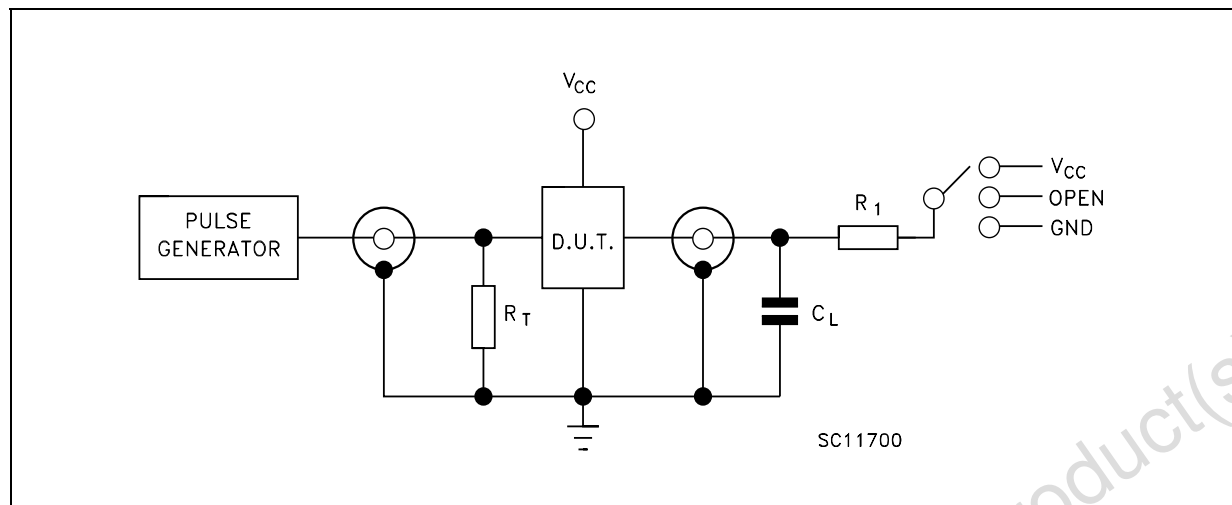 VCC
PULSE
GENERATOR
D.U.T.
RT
CL
R1
VCC
OPEN
GND
SC11700